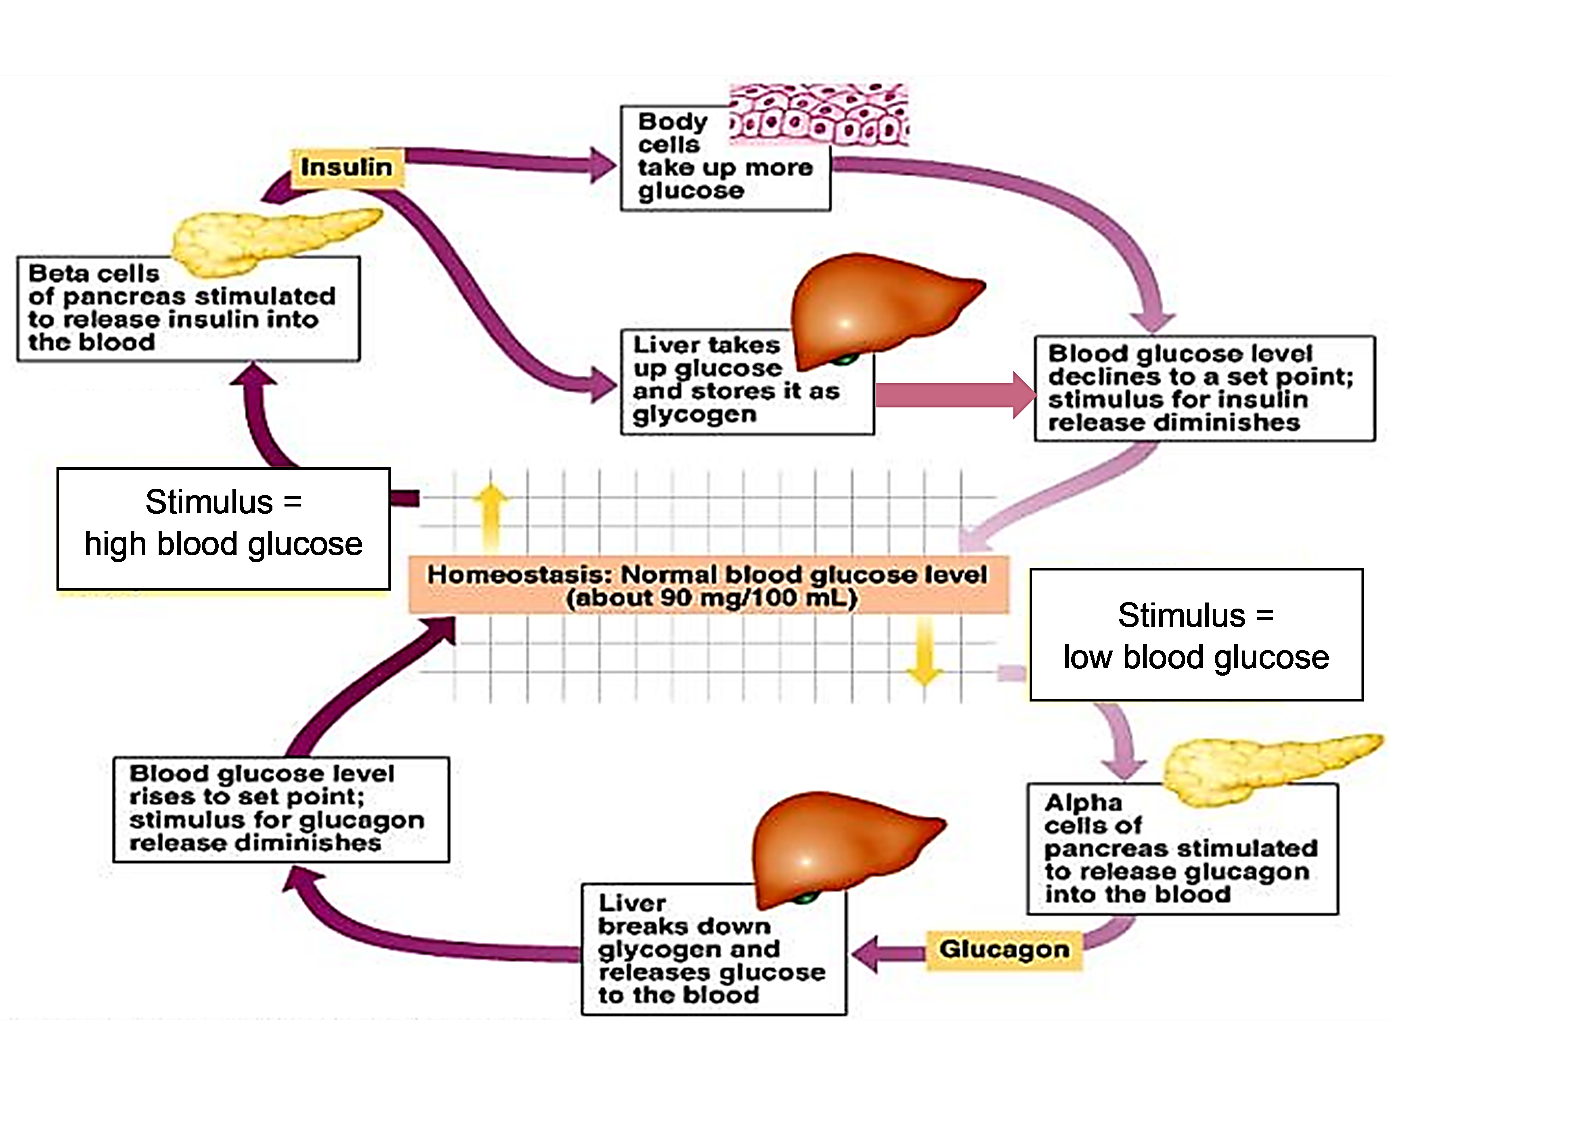 Body
cells
take up more
glucose
Insulin
Beta cells
of pancreas stimulated
to release insulin into
the blood
Liver takes
up glucose
and stores it as
glycogen
Blood glucose level
declines to a set point;
stimulus for insulin
release diminishes
Stimulus =
high blood glucose
Homeostasis: Normal blood glucose level
(about 90 mg/100 mL)
Stimulus =
low blood glucose
Blood glucose level
rises to set point;
stimulus for glucagon
release diminishes
Alpha
cells of
pancreas stimulated
to release glucagon
into the blood
Liver
breaks down
glycogen and
releases glucose
to the blood
Glucagon